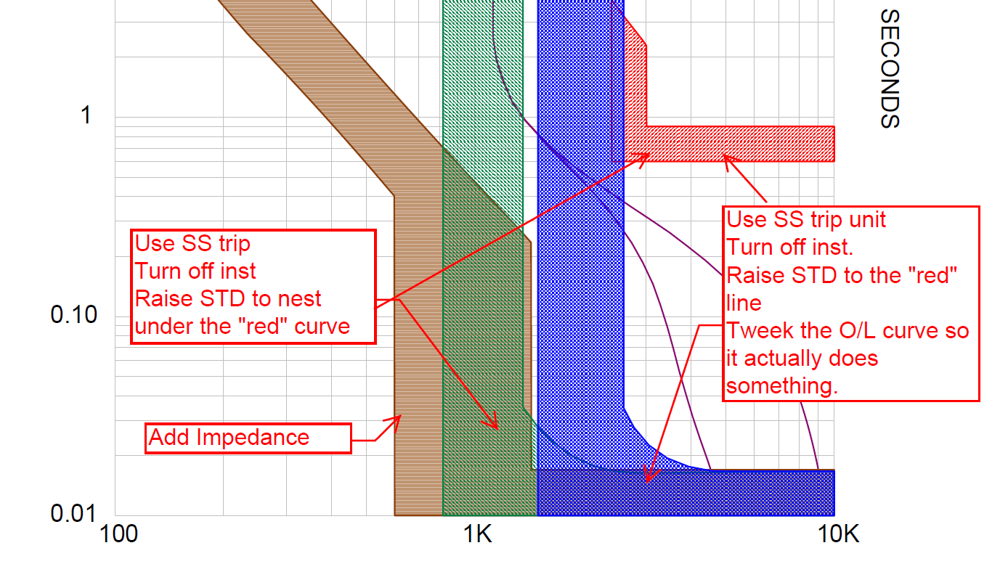 SECONDS
1
0.10
0.01
100
1K
10K
Use SS trip
Turn off inst
Raise STD to nest
under the "red" curve
Add Impedance
Use SS trip unit
Turn off inst.
Raise STD to the "red"
line
Tweek the O/L curve so
it actually does
something.